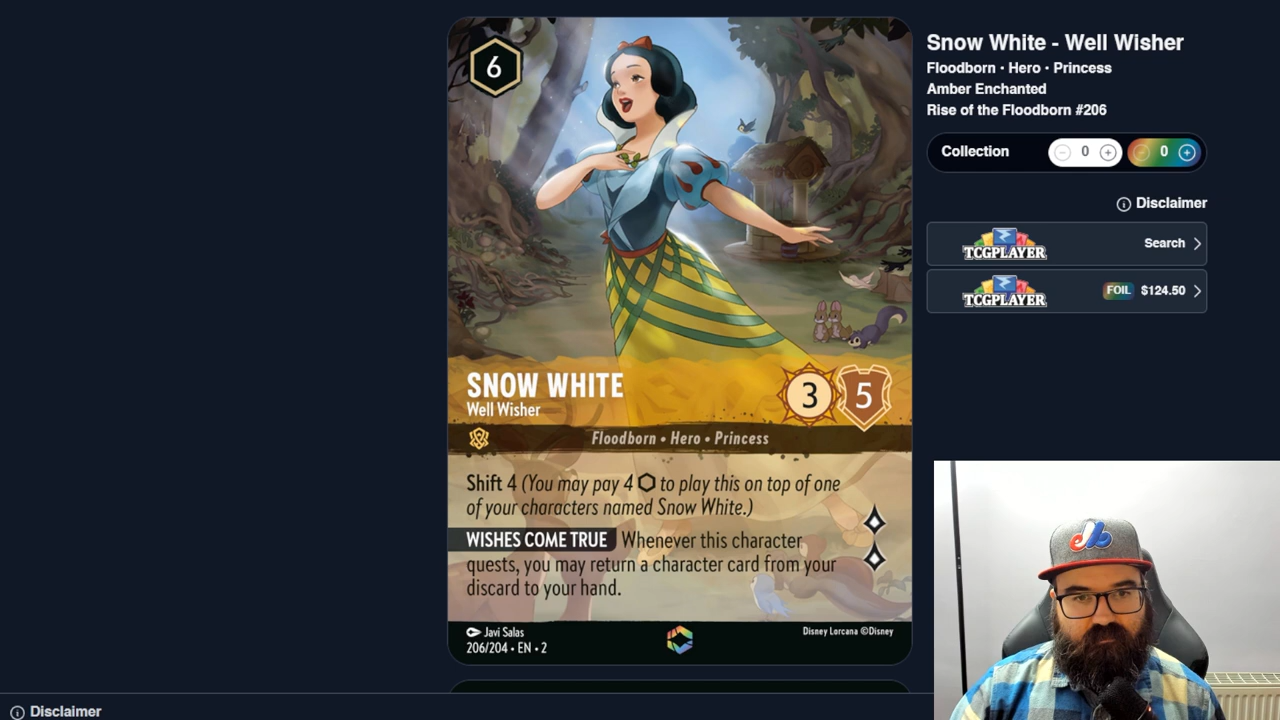 6
SNOW WHITE
Well Wisher
3
5
Floodborn • Hero • Princess
Shift 4 (You may pay 4 to play this on top of one
of your characters named Snow White.)
WISHES COME TRUE Whenever this character
quests, you may return a character card from your
discard to your hand.
Javi Salas
206/204 • EN • 2
Disney Lorcana ©Disney
Snow White - Well Wisher
Floodborn • Hero • Princess
Amber Enchanted
Rise of the Floodborn #206
Collection 0 0
Disclaimer
TCGPLAYER Search
TCGPLAYER FOIL $124.50
Disclaimer